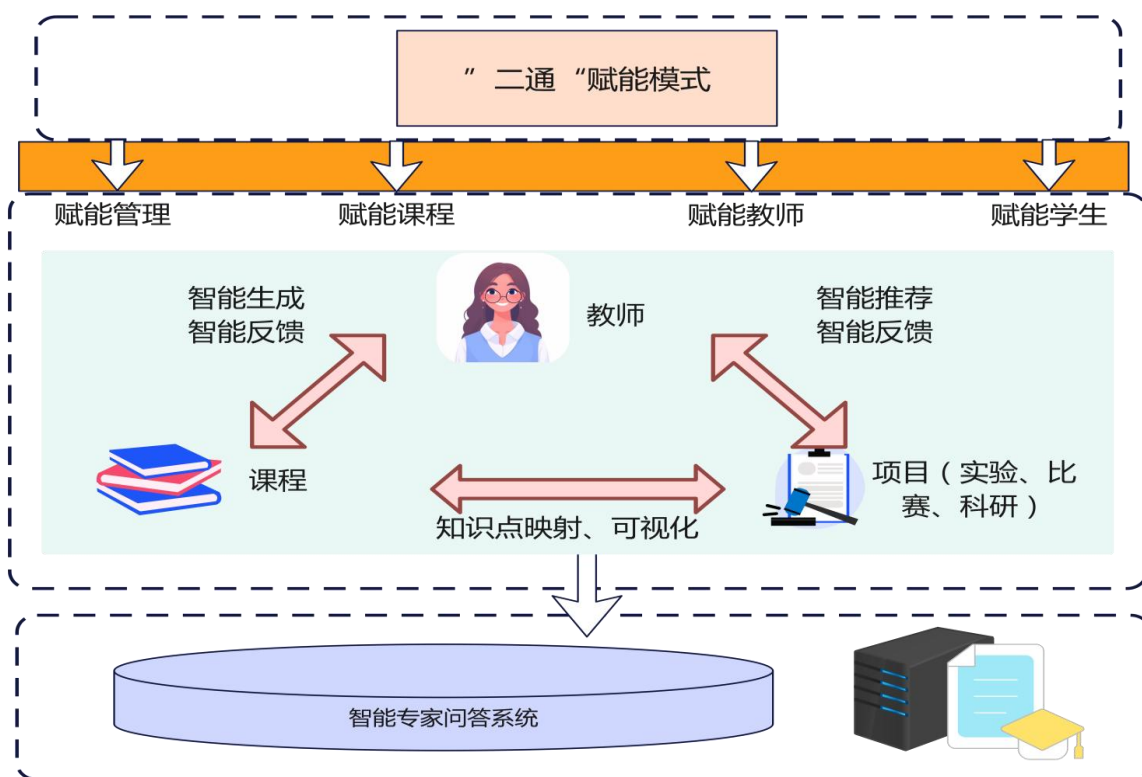 ”二通“赋能模式
赋能管理
赋能课程
赋能教师
赋能学生
智能生成
智能反馈
教师
智能推荐
智能反馈
课程
项目（实验、比
赛、科研）
知识点映射、可视化
智能专家问答系统